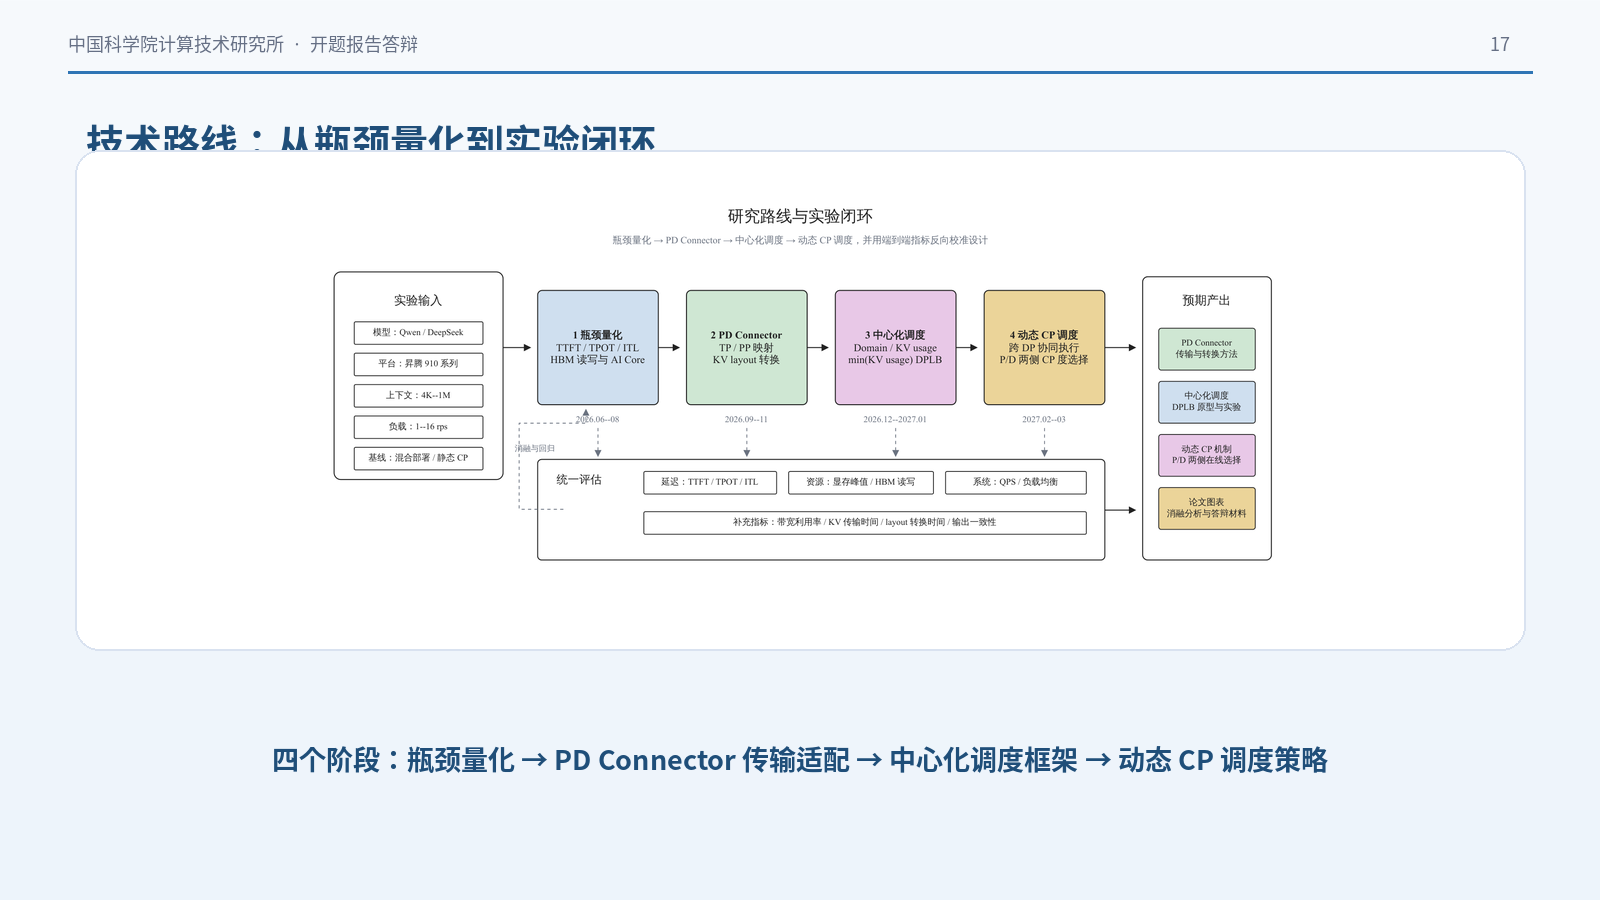 中国科学院计算技术研究所 · 开题报告答辩
17
技术路线：从瓶颈量化到实验闭环
研究路线与实验闭环
瓶颈量化 → PD Connector → 中心化调度 → 动态 CP 调度，并用端到端指标反向校准设计
实验输入
模型：Qwen / DeepSeek
平台：昇腾 910 系列
上下文：4K--1M
负载：1--16 rps
基线：混合部署 / 静态 CP
1 瓶颈量化
TTFT / TPOT / ITL
HBM 读写与 AI Core
2 PD Connector
TP / PP 映射
KV layout 转换
3 中心化调度
Domain / KV usage
min(KV usage) DPLB
4 动态 CP 调度
跨 DP 协同执行
P/D 两侧 CP 度选择
2026.06--08
2026.09--11
2026.12--2027.01
2027.02--03
消融与回归
统一评估
延迟：TTFT / TPOT / ITL
资源：显存峰值 / HBM 读写
系统：QPS / 负载均衡
补充指标：带宽利用率 / KV 传输时间 / layout 转换时间 / 输出一致性
预期产出
PD Connector
传输与转换方法
中心化调度
DPLB 原型与实验
动态 CP 机制
P/D 两侧在线选择
论文图表
消融分析与答辩材料
四个阶段：瓶颈量化 → PD Connector 传输适配 → 中心化调度框架 → 动态 CP 调度策略